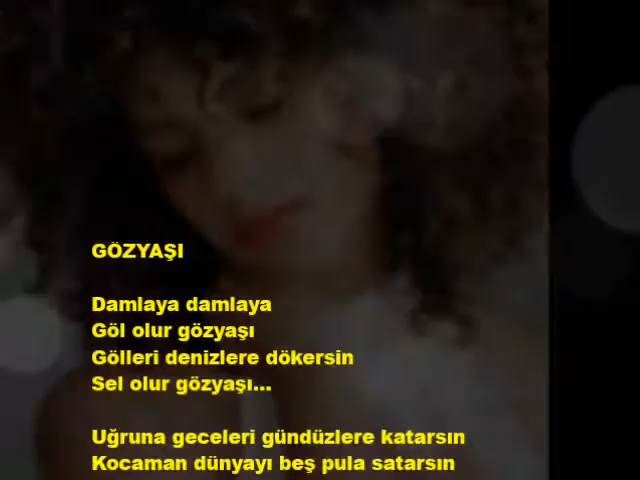 GÖZYAŞI
Damlaya damlaya
Göl olur gözyaşı
Gölleri denizlere dökersin
Sel olur gözyaşı...
Uğruna geceleri gündüzlere katarsın
Kocaman dünyayı beş pula satarsın